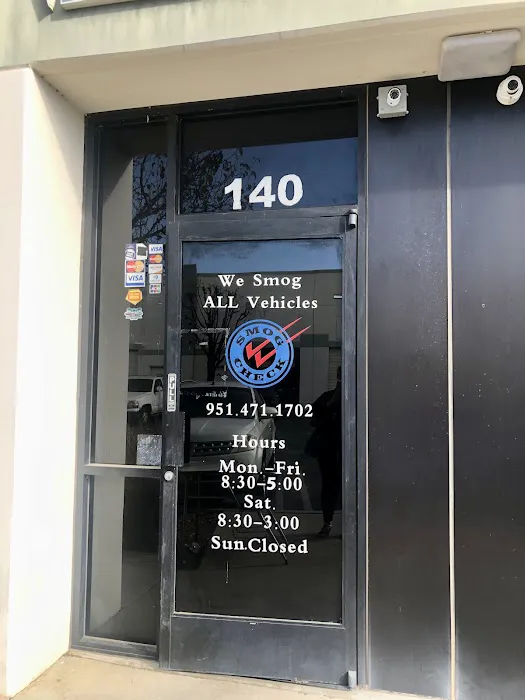 140
VISA
VISA
We Smog
ALL Vehicles
SMOG
CHECK
951.471.1702
Hours
Mon.-Fri.
8:30-5:00
Sat.
8:30-3:00
Sun.Closed